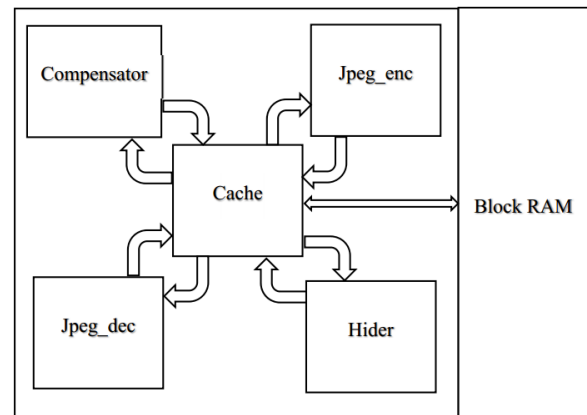 Compensator
Jpeg_enc
Cache
Block RAM
Jpeg_dec
Hider